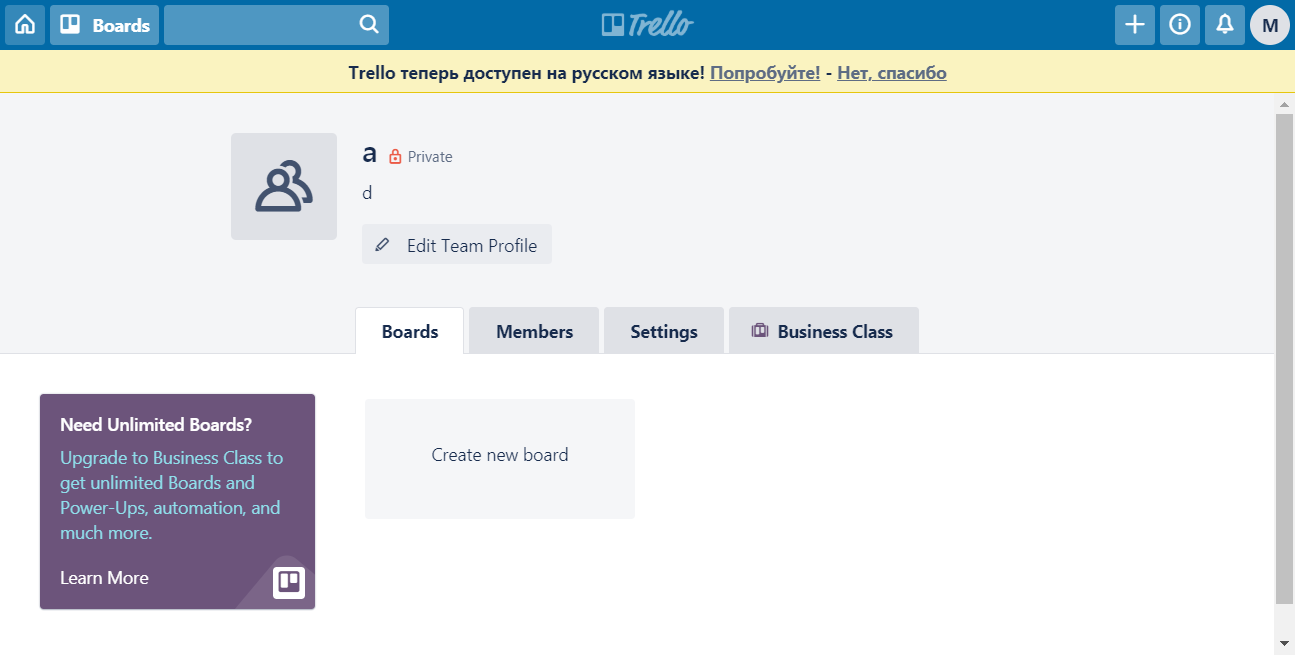 Boards
Trello
M
Trello теперь доступен на русском языке! Попробуйте! - Нет, спасибо
a Private
d
Edit Team Profile
Boards Members Settings Business Class
Need Unlimited Boards?
Upgrade to Business Class to
get unlimited Boards and
Power-Ups, automation, and
much more.
Learn More
Create new board